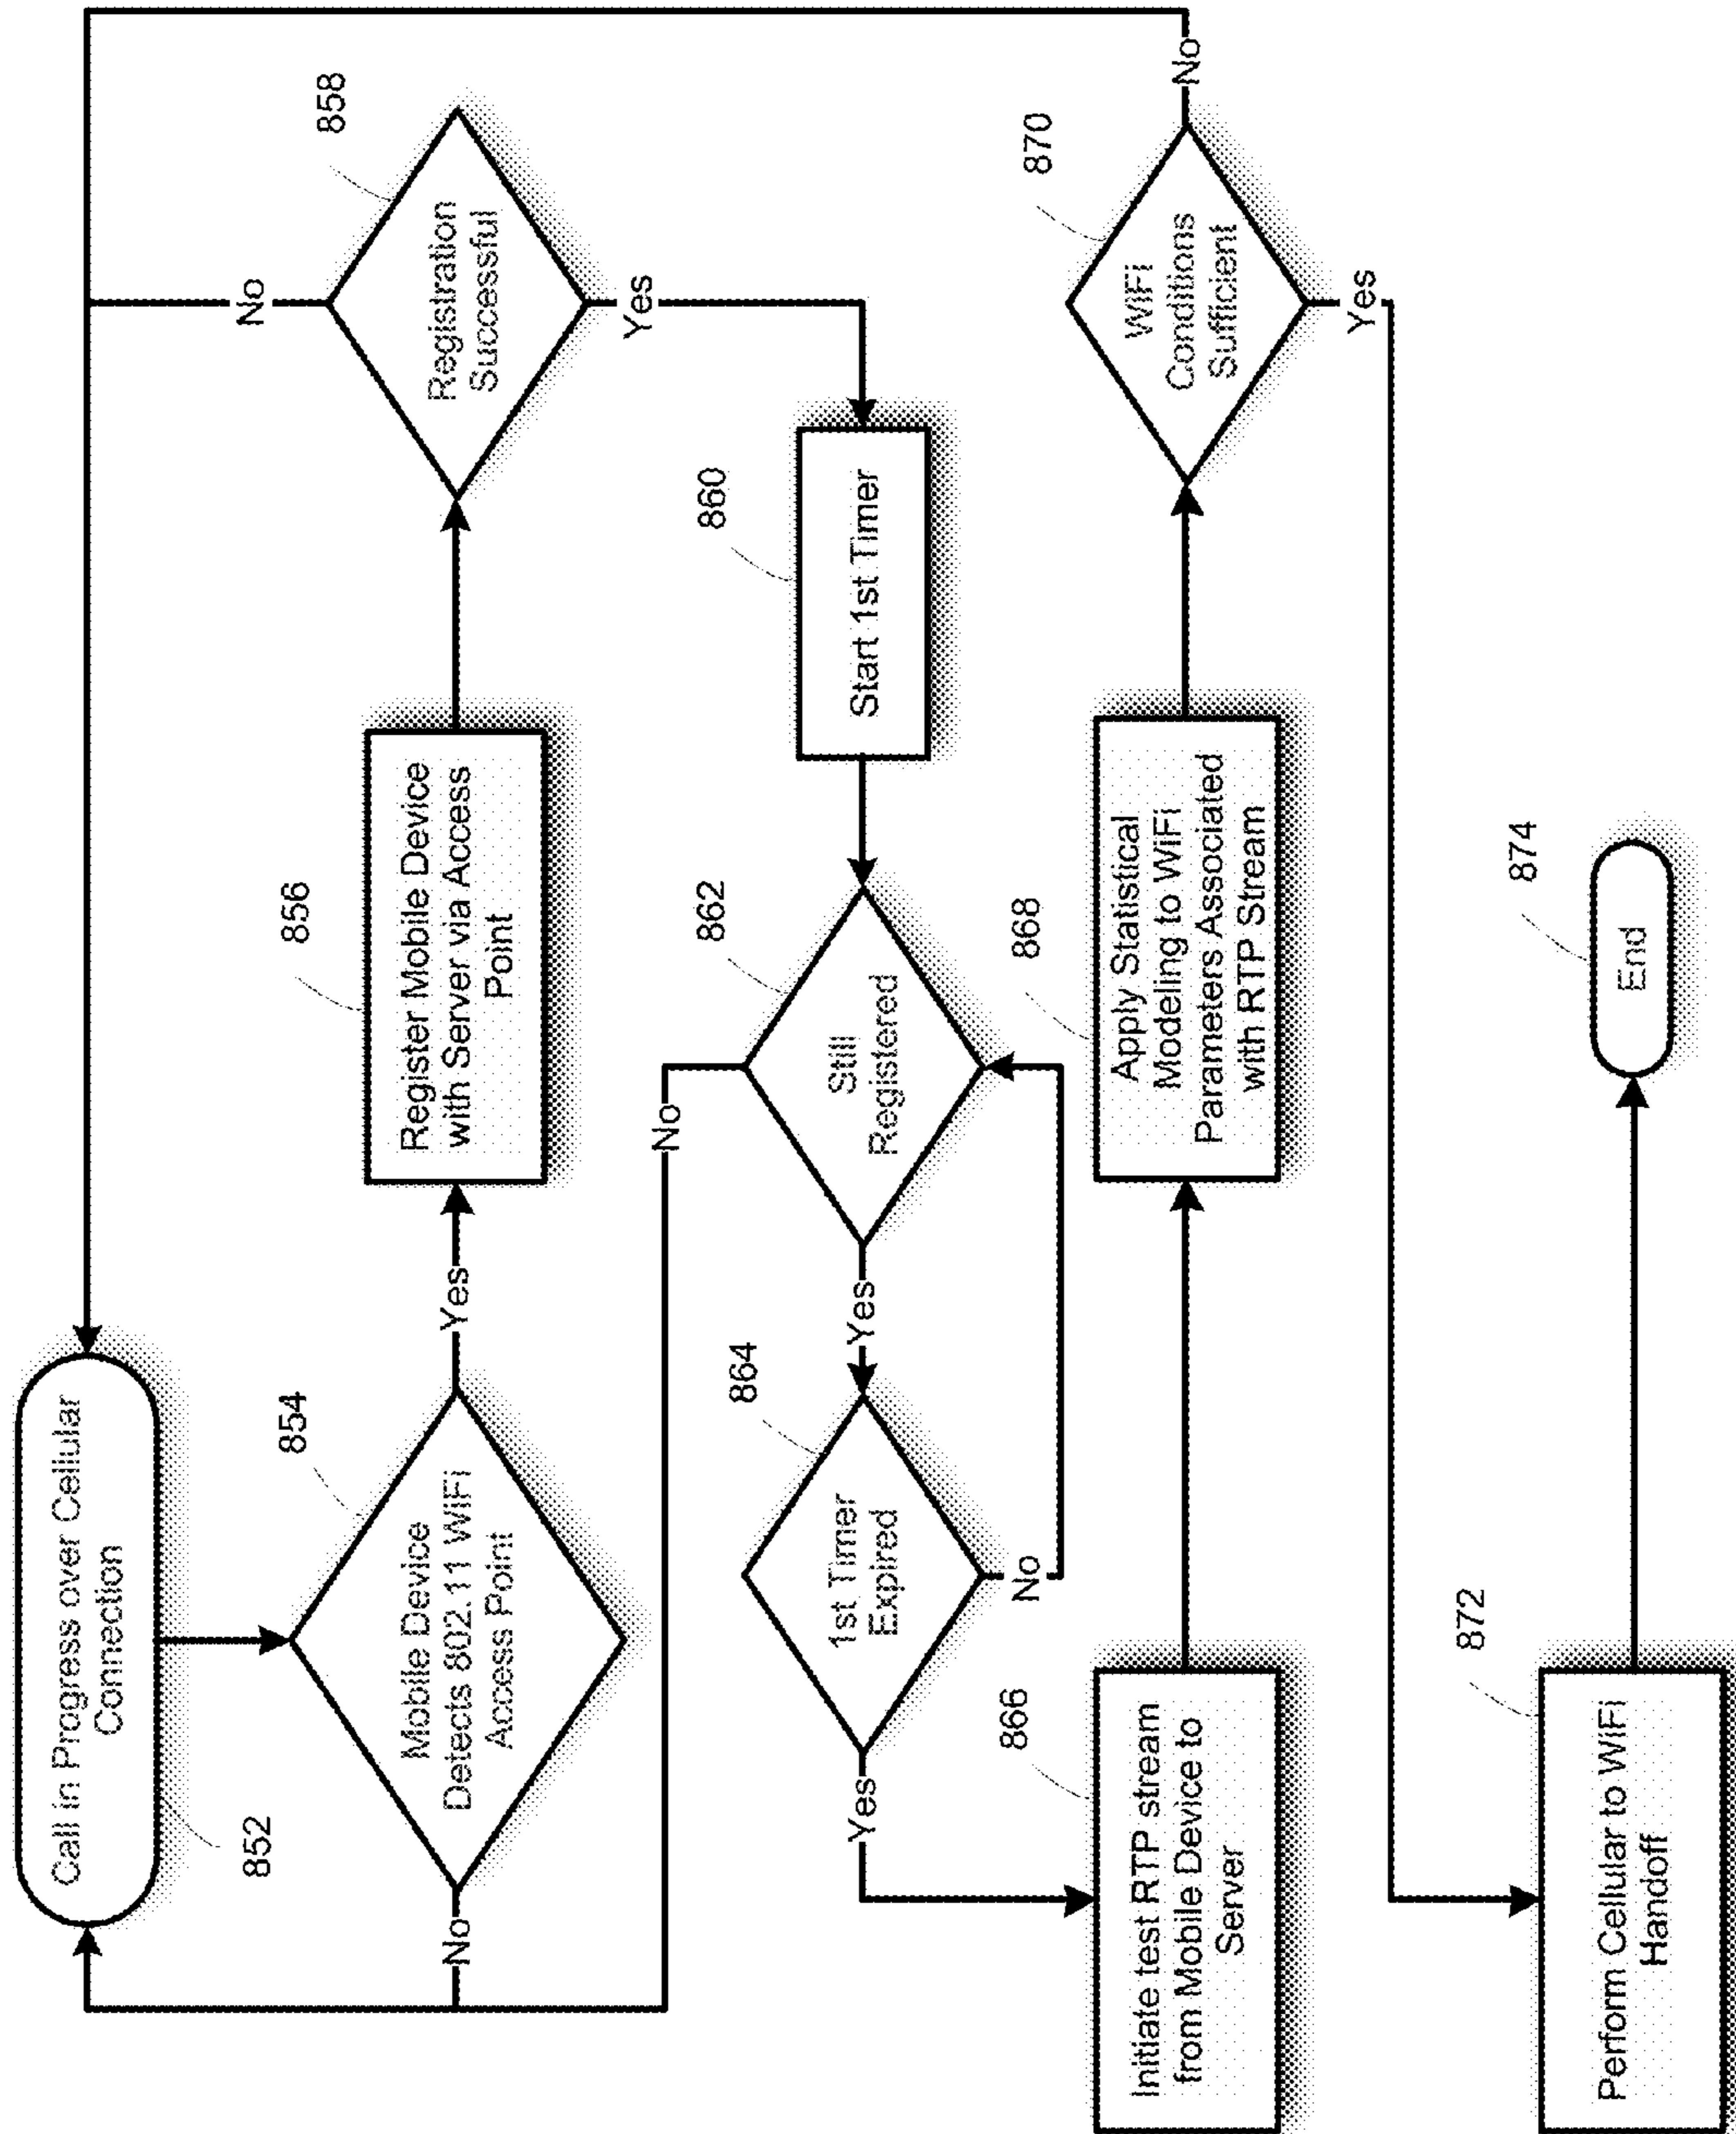 Call in Progress over Cellular
Connection
852
Mobile Device
Detects 802.11 WiFi
Access Point
854
No
Yes
Register Mobile Device
with Server via Access
Point
856
Registration
Successful
858
No
Yes
Start 1st Timer
860
Still
Registered
862
No
Yes
1st Timer
Expired
864
No
Yes
Initiate test RTP stream
from Mobile Device to
Server
866
Apply Statistical
Modeling to WiFi
Parameters Associated
with RTP Stream
868
WiFi
Conditions
Sufficient
870
No
Yes
Perform Cellular to WiFi
Handoff
872
End
874